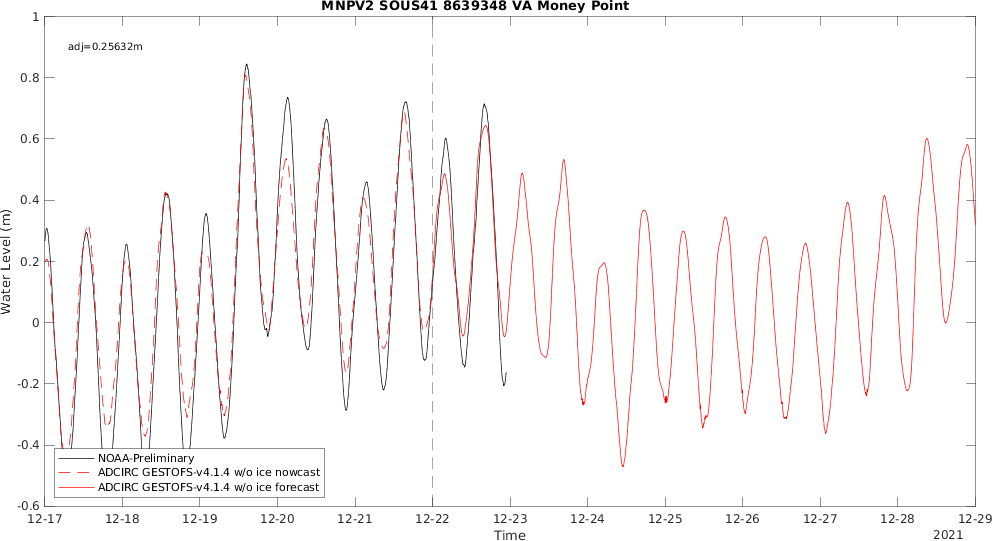 MNPV2 SOUS41 8639348 VA Money Point
adj=0.25632m
Water Level (m)
1
0.8
0.6
0.4
0.2
0
-0.2
-0.4
-0.6
NOAA-Preliminary
ADCIRC GESTOFS-v4.1.4 w/o ice nowcast
ADCIRC GESTOFS-v4.1.4 w/o ice forecast
12-17 12-18 12-19 12-20 12-21 12-22 12-23 12-24 12-25 12-26 12-27 12-28 12-29
Time
2021